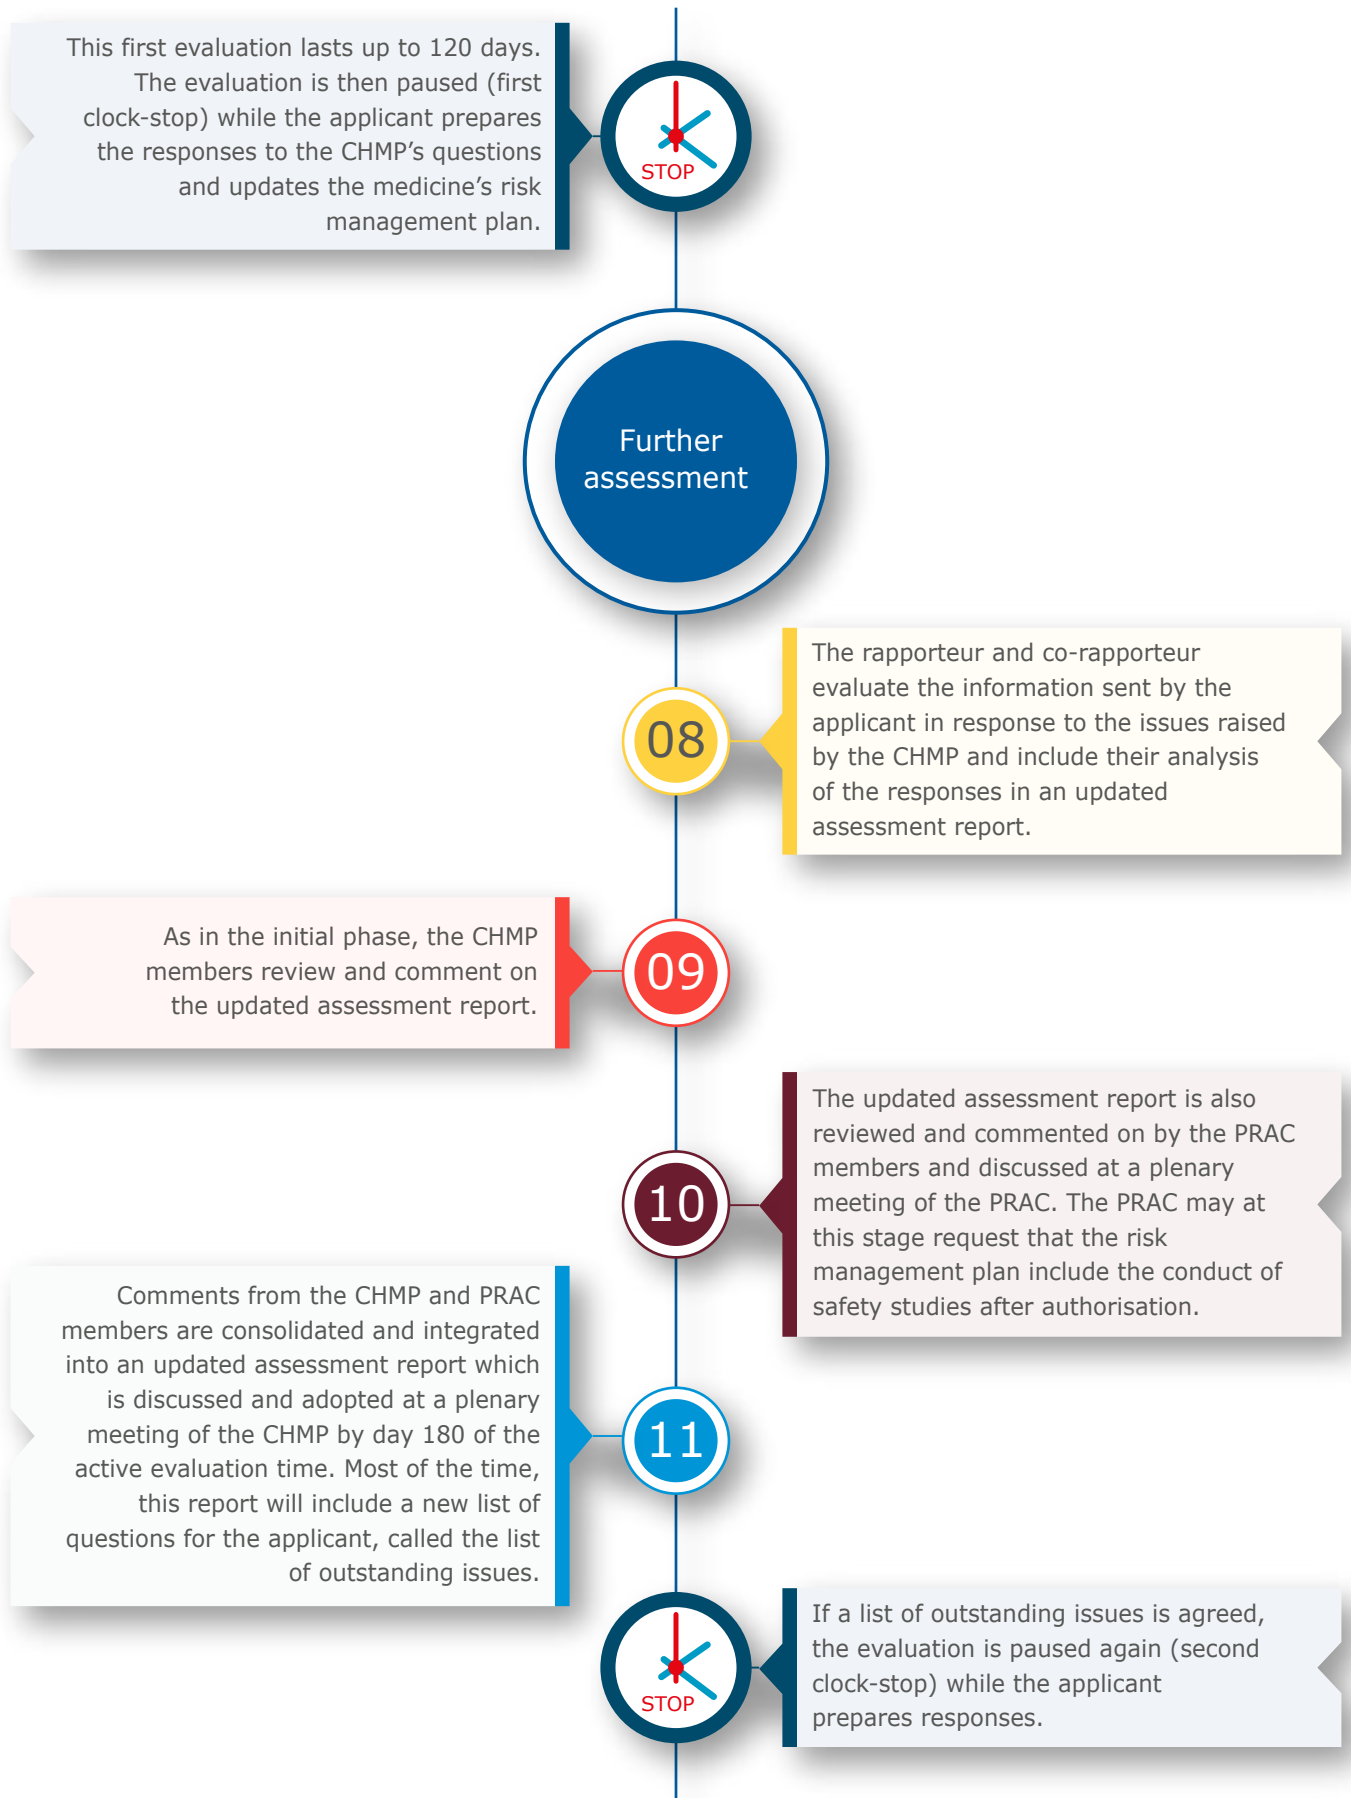 This first evaluation lasts up to 120 days.
The evaluation is then paused (first
clock-stop) while the applicant prepares
the responses to the CHMP’s questions
and updates the medicine’s risk
management plan.
STOP
Further
assessment
08
The rapporteur and co-rapporteur
evaluate the information sent by the
applicant in response to the issues raised
by the CHMP and include their analysis
of the responses in an updated
assessment report.
As in the initial phase, the CHMP
members review and comment on
the updated assessment report.
09
10
The updated assessment report is also
reviewed and commented on by the PRAC
members and discussed at a plenary
meeting of the PRAC. The PRAC may at
this stage request that the risk
management plan include the conduct of
safety studies after authorisation.
Comments from the CHMP and PRAC
members are consolidated and integrated
into an updated assessment report which
is discussed and adopted at a plenary
meeting of the CHMP by day 180 of the
active evaluation time. Most of the time,
this report will include a new list of
questions for the applicant, called the list
of outstanding issues.
11
STOP
If a list of outstanding issues is agreed,
the evaluation is paused again (second
clock-stop) while the applicant
prepares responses.